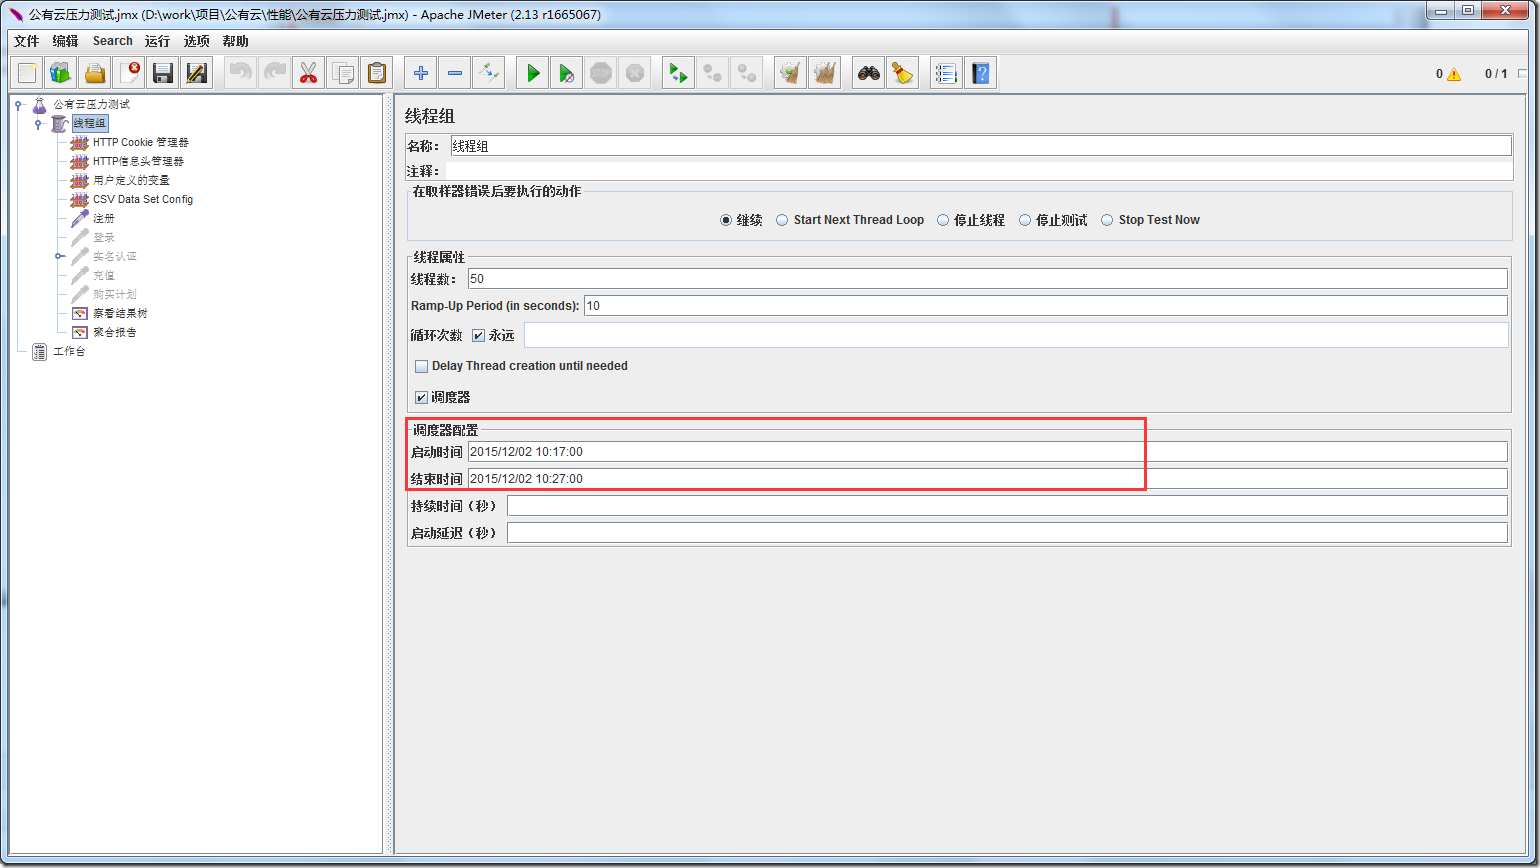 公有云压力测试.jmx (D:\work\项目\公有云\性能\公有云压力测试.jmx) - Apache JMeter (2.13 r1665067)
文件 编辑 Search 运行 选项 帮助
STOP
0 0 / 1
公有云压力测试
线程组
HTTP Cookie 管理器
HTTP信息头管理器
用户定义的变量
CSV Data Set Config
注册
登录
实名认证
充值
购买计划
察看结果树
聚合报告
工作台
线程组
名称: 线程组
注释:
在取样器错误后要执行的动作
继续 Start Next Thread Loop 停止线程 停止测试 Stop Test Now
线程属性
线程数: 50
Ramp-Up Period (in seconds): 10
循环次数 永远
Delay Thread creation until needed
调度器
调度器配置
启动时间 2015/12/02 10:17:00
结束时间 2015/12/02 10:27:00
持续时间（秒）
启动延迟（秒）